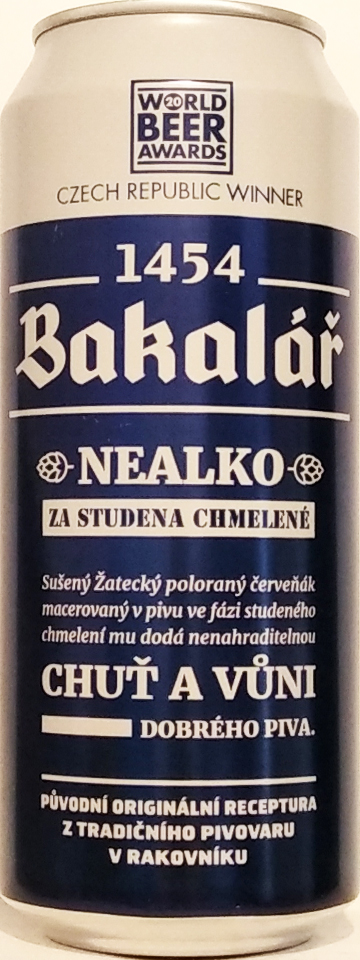 WORLD
20
BEER
AWARDS
CZECH REPUBLIC WINNER
1454
Bakalář
NEALKO
ZA STUDENA CHMELENÉ
Sušený Žatecký poloraný červeňák
macerovaný v pivu ve fázi studeného
chmelení mu dodá nenahraditelnou
CHUŤ A VŮNI
DOBRÉHO PIVA.
PŮVODNÍ ORIGINÁLNÍ RECEPTURA
Z TRADIČNÍHO PIVOVARU
V RAKOVNÍKU